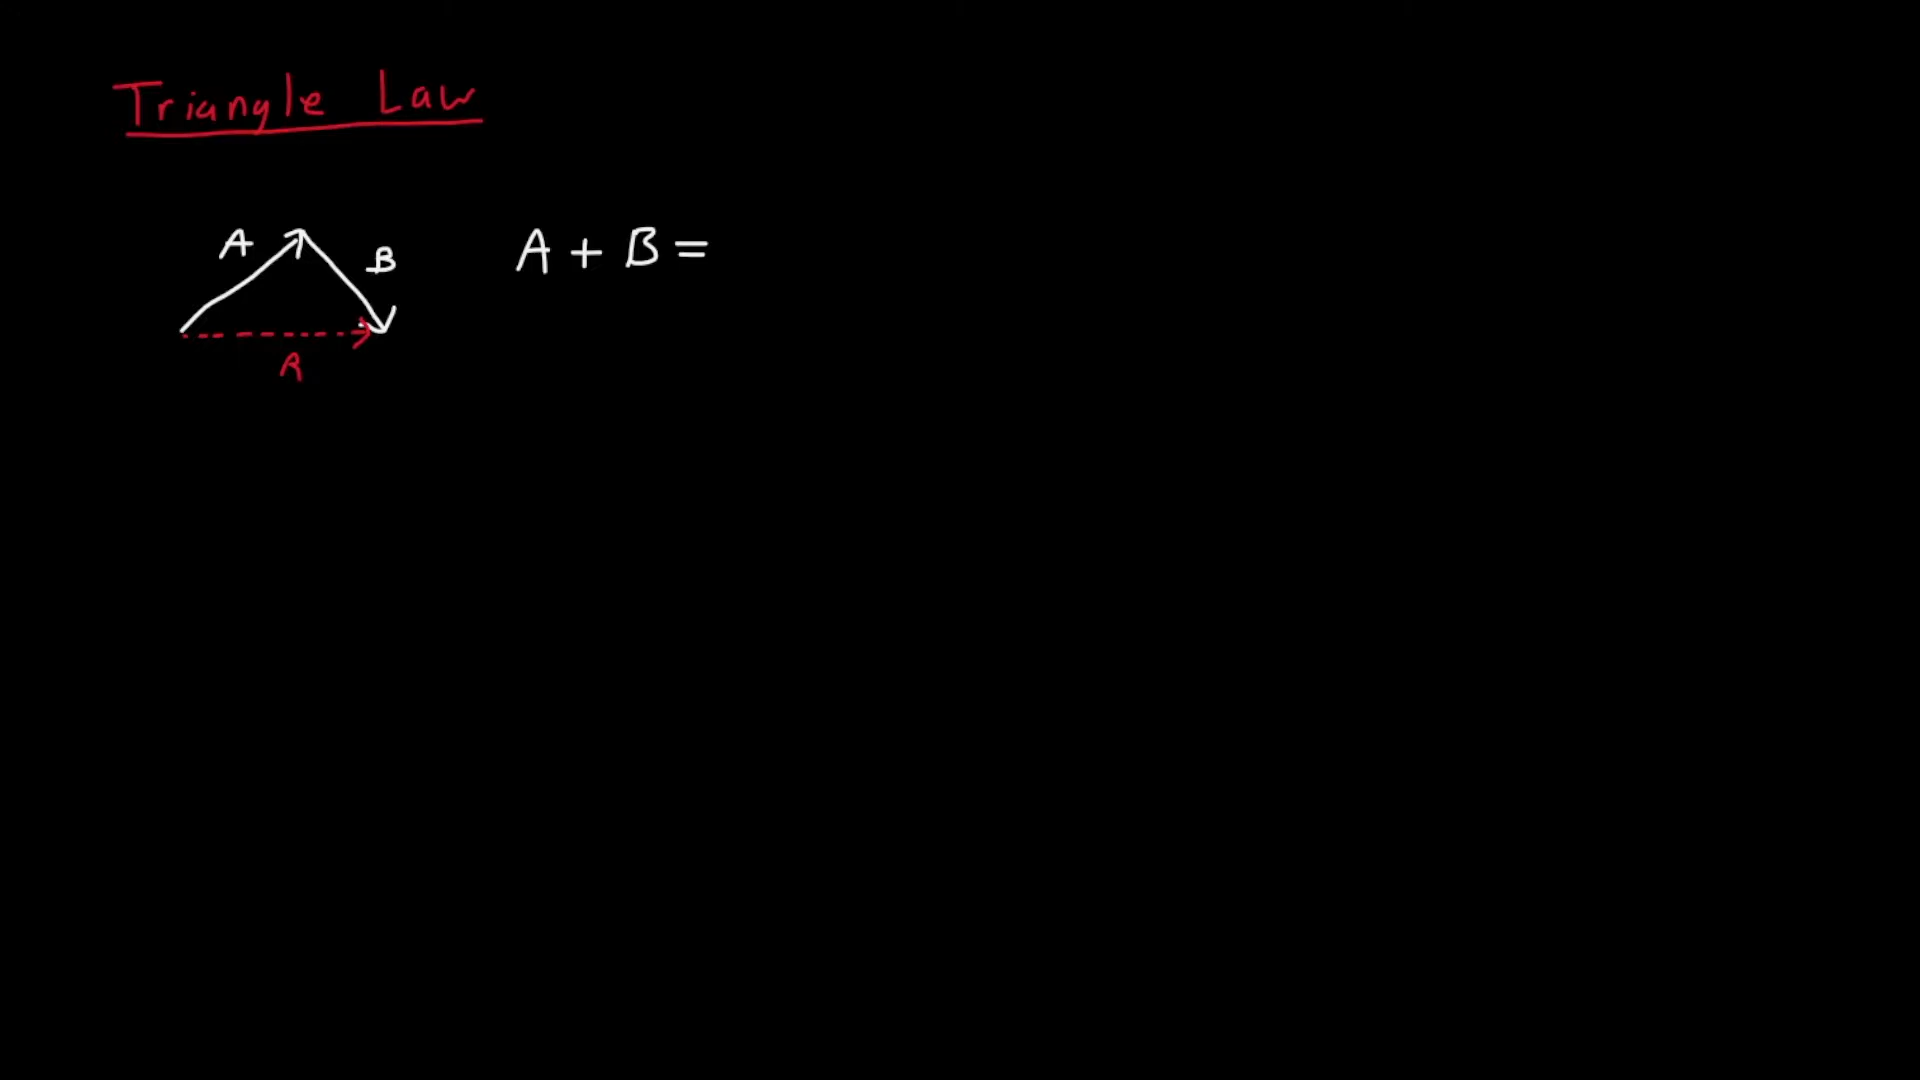 Triangle Law
A B A + B =
R